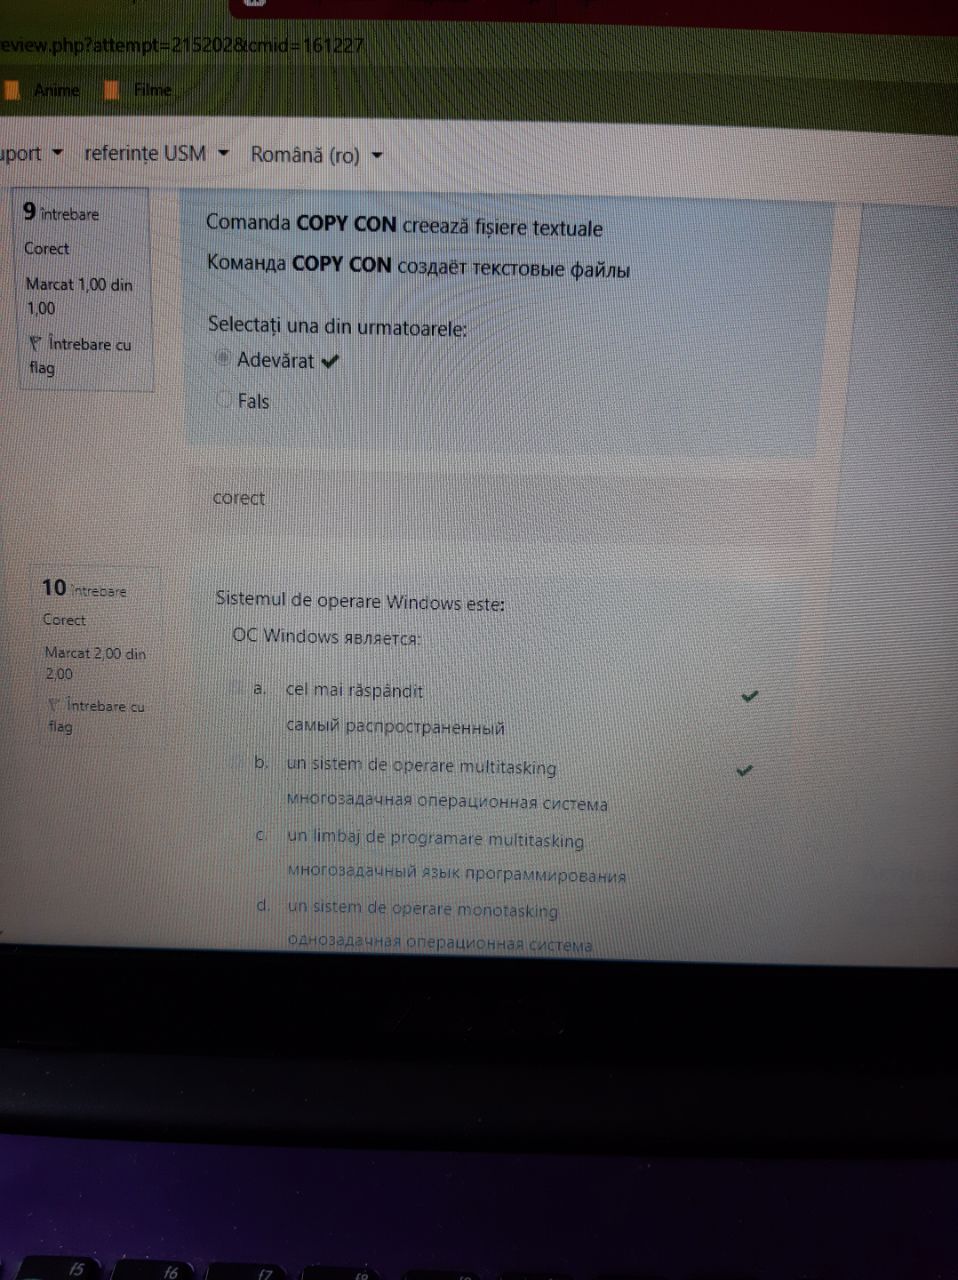 eview.php?attempt=215202&cmid=161227
Anime Filme
uport referințe USM Română (ro)
9 întrebare
Corect
Marcat 1,00 din
1,00
Întrebare cu
flag
Comanda COPY CON creează fișiere textuale
Команда COPY CON создаёт текстовые файлы
Selectați una din urmatoarele:
Adevărat
Fals
corect
10 întrebare
Corect
Marcat 2,00 din
2,00
Întrebare cu
flag
Sistemul de operare Windows este:
ОС Windows является:
a. cel mai răspândit
самый распространенный
b. un sistem de operare multitasking
многозадачная операционная система
c. un limbaj de programare multitasking
многозадачный язык программирования
d. un sistem de operare monotasking
однозадачная операционная система
f5 f6 f7 f8